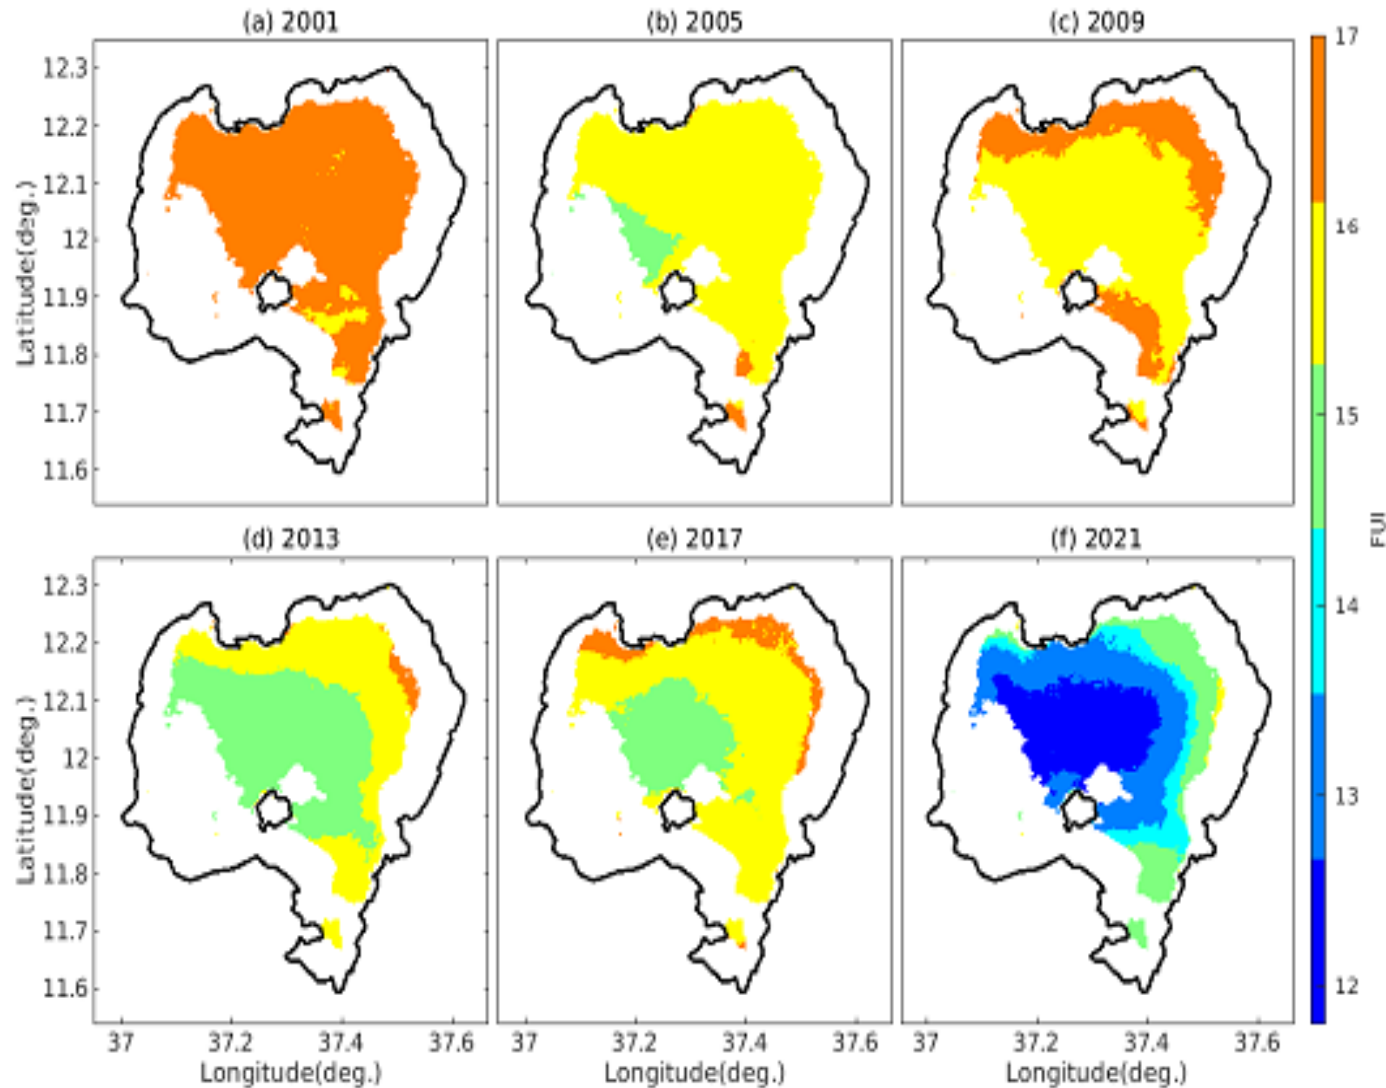 (a) 2001
(b) 2005
(c) 2009
17
12.3
12.2
12.1
12
11.9
11.8
11.7
11.6
Latitude(deg.)
16
15
14
13
12
FUI
(d) 2013
(e) 2017
(f) 2021
12.3
12.2
12.1
12
11.9
11.8
11.7
11.6
Latitude(deg.)
37 37.2 37.4 37.6
37 37.2 37.4 37.6
37 37.2 37.4 37.6
Longitude(deg.)
Longitude(deg.)
Longitude(deg.)